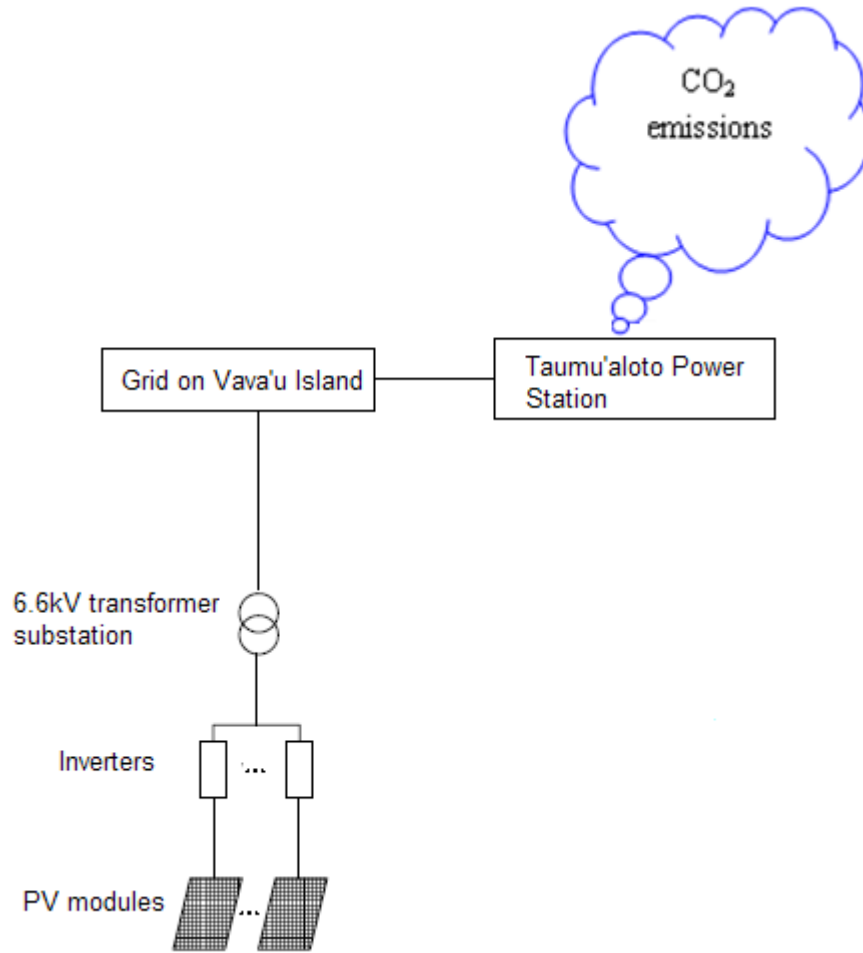 CO₂
emissions
Grid on Vava'u Island
Taumu'aloto Power
Station
6.6kV transformer
substation
Inverters
...
PV modules
...